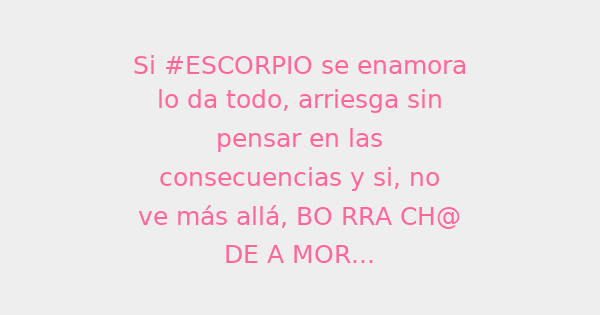 Si #ESCORPIO se enamora
lo da todo, arriesga sin
pensar en las
consecuencias y si, no
ve más allá, BO RRA CH@
DE A MOR...